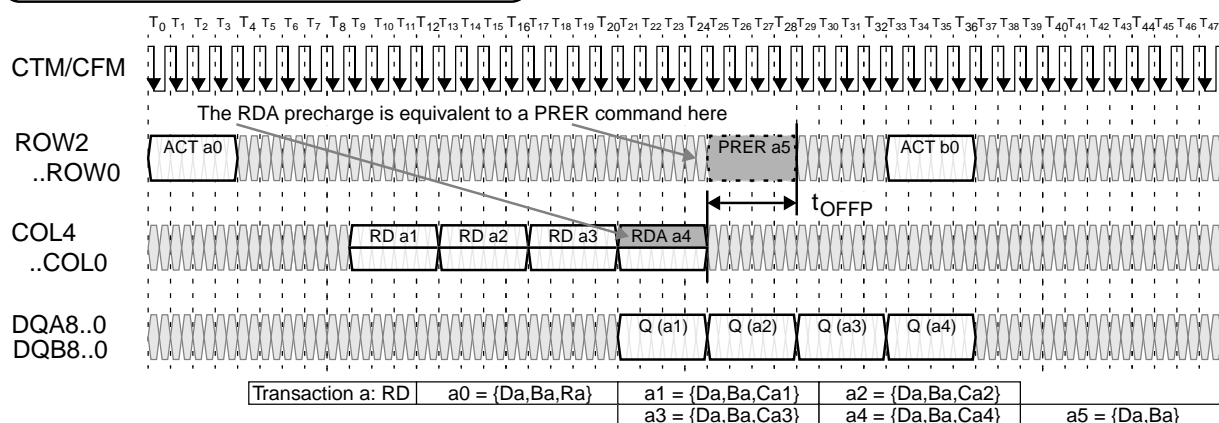 T0 T1 T2 T3 T4 T5 T6 T7 T8 T9 T10 T11 T12 T13 T14 T15 T16 T17 T18 T19 T20 T21 T22 T23 T24 T25 T26 T27 T28 T29 T30 T31 T32 T33 T34 T35 T36 T37 T38 T39 T40 T41 T42 T43 T44 T45 T46 T47
CTM/CFM
The RDA precharge is equivalent to a PRER command here
ROW2
..ROW0
ACT a0 PRER a5 ACT b0
tOFFP
COL4
..COL0
RD a1 RD a2 RD a3 RDA a4
DQA8..0
DQB8..0
Q (a1) Q (a2) Q (a3) Q (a4)
Transaction a: RD a0 = {Da,Ba,Ra} a1 = {Da,Ba,Ca1} a2 = {Da,Ba,Ca2}
a3 = {Da,Ba,Ca3} a4 = {Da,Ba,Ca4} a5 = {Da,Ba}